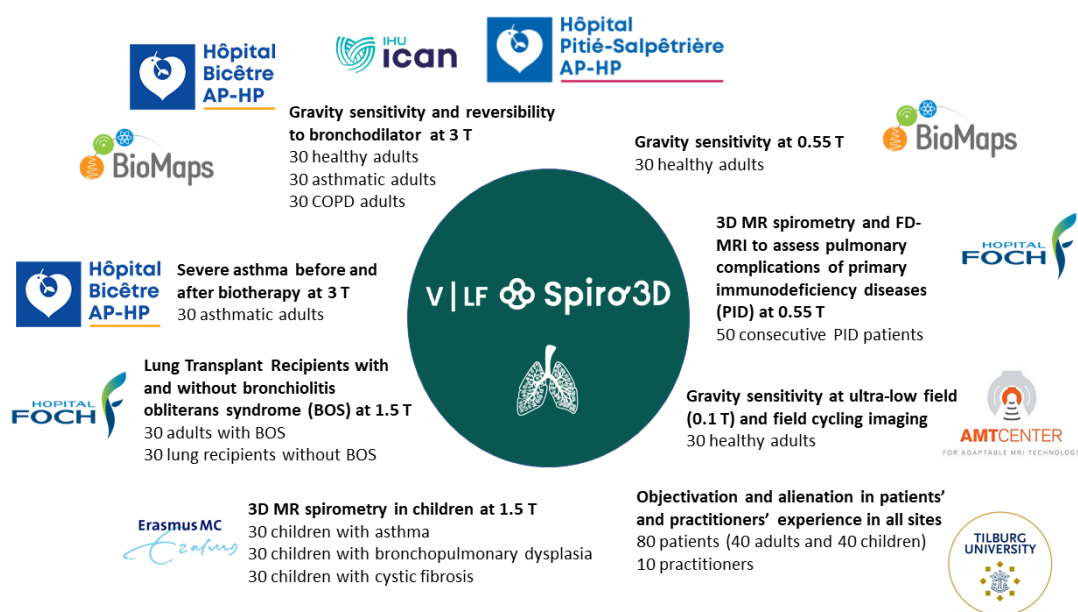 Hôpital
Bicêtre
AP-HP
IHU
ican
Hôpital
Pitié-Salpêtrière
AP-HP
BioMaps
Gravity sensitivity and reversibility
to bronchodilator at 3 T
30 healthy adults
30 asthmatic adults
30 COPD adults
Gravity sensitivity at 0.55 T
30 healthy adults
BioMaps
Hôpital
Bicêtre
AP-HP
Severe asthma before and
after biotherapy at 3 T
30 asthmatic adults
V|LF Spiro3D
3D MR spirometry and FD-
MRI to assess pulmonary
complications of primary
immunodeficiency diseases
(PID) at 0.55 T
50 consecutive PID patients
HOPITAL
FOCH
HOPITAL
FOCH
Lung Transplant Recipients with
and without bronchiolitis
obliterans syndrome (BOS) at 1.5 T
30 adults with BOS
30 lung recipients without BOS
Gravity sensitivity at ultra-low field
(0.1 T) and field cycling imaging
30 healthy adults
AMTCENTER
FOR ADAPTABLE MRI TECHNOLOGY
Erasmus MC
Erasmus
3D MR spirometry in children at 1.5 T
30 children with asthma
30 children with bronchopulmonary dysplasia
30 children with cystic fibrosis
Objectivation and alienation in patients’
and practitioners’ experience in all sites
80 patients (40 adults and 40 children)
10 practitioners
TILBURG
UNIVERSITY